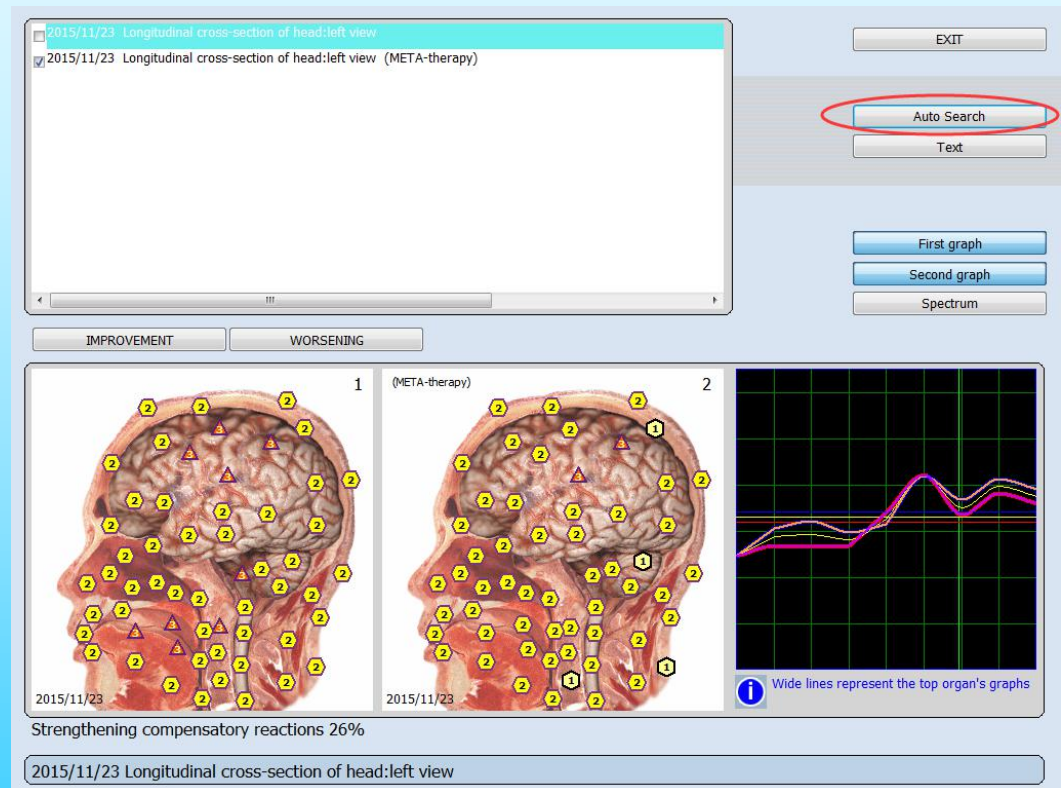 2015/11/23 Longitudinal cross-section of head:left view
2015/11/23 Longitudinal cross-section of head:left view (META-therapy)
EXIT
Auto Search
Text
First graph
Second graph
Spectrum
IMPROVEMENT
WORSENING
1
2015/11/23
(META-therapy)
2
2015/11/23
Wide lines represent the top organ's graphs
Strengthening compensatory reactions 26%
2015/11/23 Longitudinal cross-section of head:left view